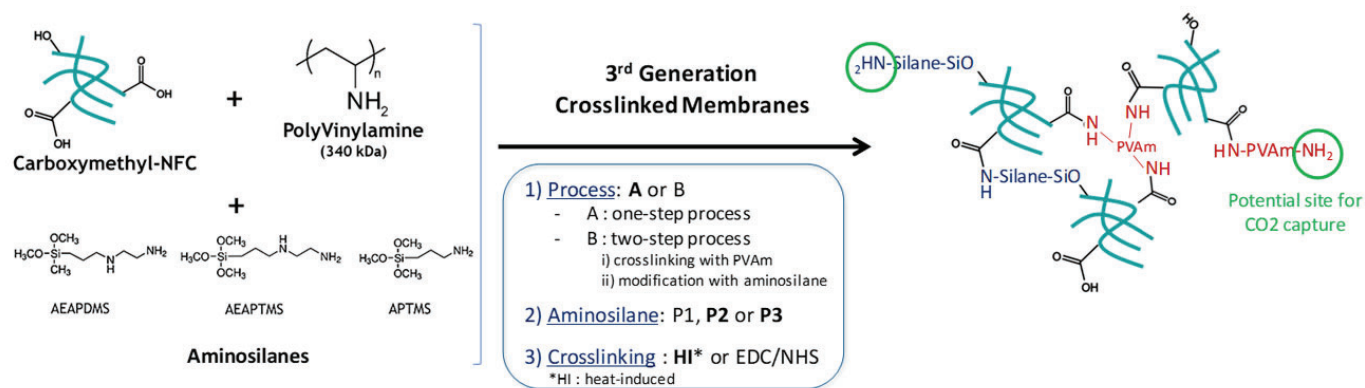 HO
O
OH
O
OH
Carboxymethyl-NFC
+
( )n
NH2
PolyVinylamine
(340 kDa)
+
OCH3
H3CO-Si
OCH3
CH3
N
H
NH2
AEAPDMS
OCH3
H3CO-Si
OCH3
H
N
NH2
AEAPTMS
OCH3
H3CO-Si
OCH3
NH2
APTMS
Aminosilanes
3rd Generation
Crosslinked Membranes
1) Process: A or B
- A : one-step process
- B : two-step process
i) crosslinking with PVAm
ii) modification with aminosilane
2) Aminosilane: P1, P2 or P3
3) Crosslinking : HI* or EDC/NHS
*HI : heat-induced
2HN-Silane-SiO
HO
O
NH
O
NH
O
O
N
H
PVAm
HN-PVAm-NH2
O
N-Silane-SiO
H
NH
O
O
OH
Potential site for
CO2 capture